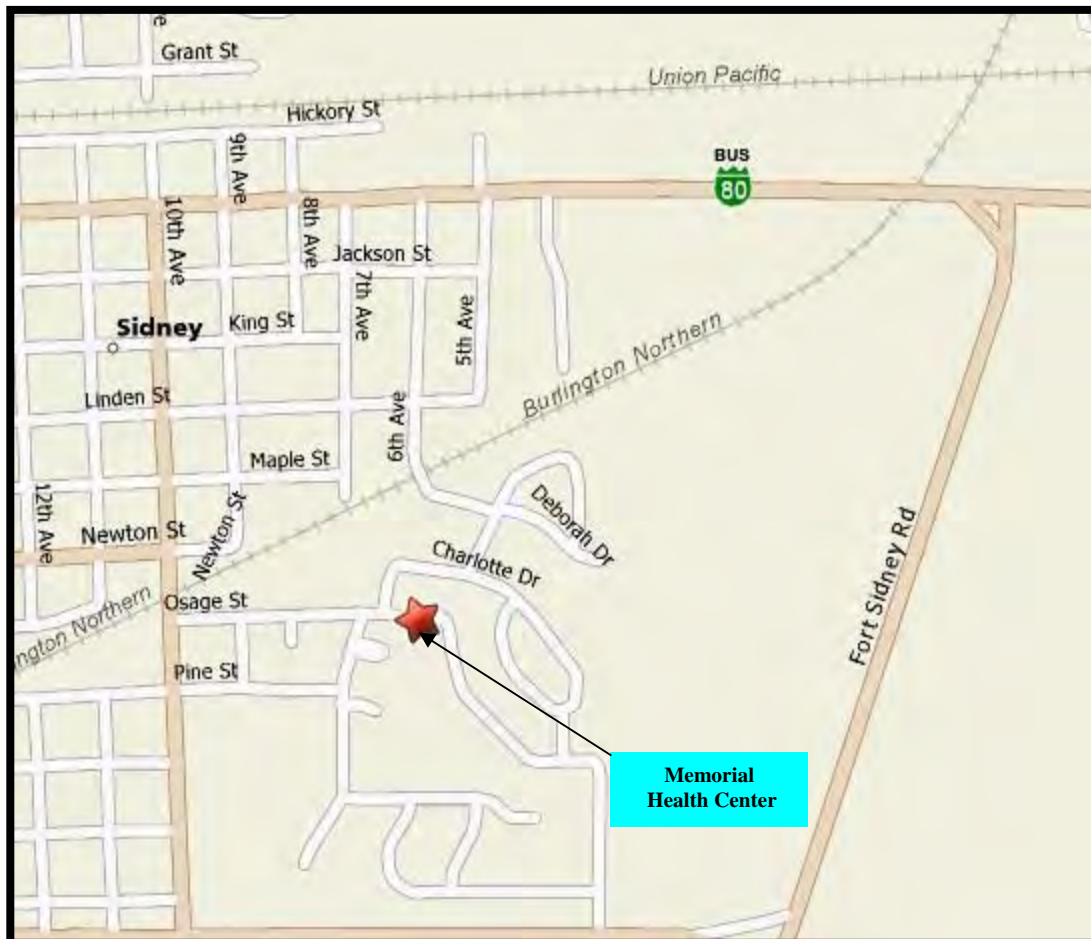 ve
Grant St
Union Pacific
Hickory St
9th Ave
BUS
80
10th Ave
8th Ave
Jackson St
7th Ave
5th Ave
Sidney
King St
Burlington Northern
Linden St
6th Ave
Maple St
12th Ave
Deborah Dr
Newton St
Newton St
Charlotte Dr
Fort Sidney Rd
Osage St
ington Northern
Pine St
Memorial
Health Center